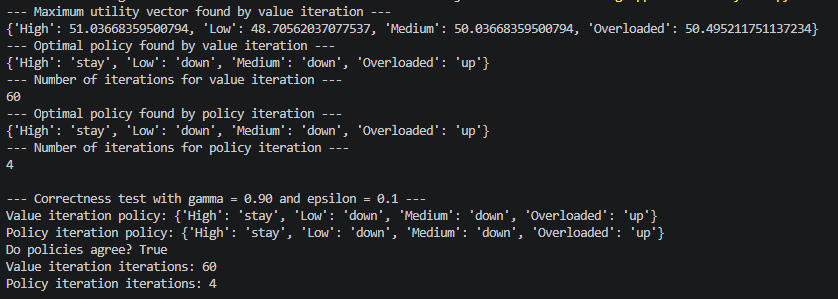 --- Maximum utility vector found by value iteration ---
{'High': 51.03668359500794, 'Low': 48.70562037077537, 'Medium': 50.03668359500794, 'Overloaded': 50.495211751137234}
--- Optimal policy found by value iteration ---
{'High': 'stay', 'Low': 'down', 'Medium': 'down', 'Overloaded': 'up'}
--- Number of iterations for value iteration ---
60
--- Optimal policy found by policy iteration ---
{'High': 'stay', 'Low': 'down', 'Medium': 'down', 'Overloaded': 'up'}
--- Number of iterations for policy iteration ---
4

--- Correctness test with gamma = 0.90 and epsilon = 0.1 ---
Value iteration policy: {'High': 'stay', 'Low': 'down', 'Medium': 'down', 'Overloaded': 'up'}
Policy iteration policy: {'High': 'stay', 'Low': 'down', 'Medium': 'down', 'Overloaded': 'up'}
Do policies agree? True
Value iteration iterations: 60
Policy iteration iterations: 4